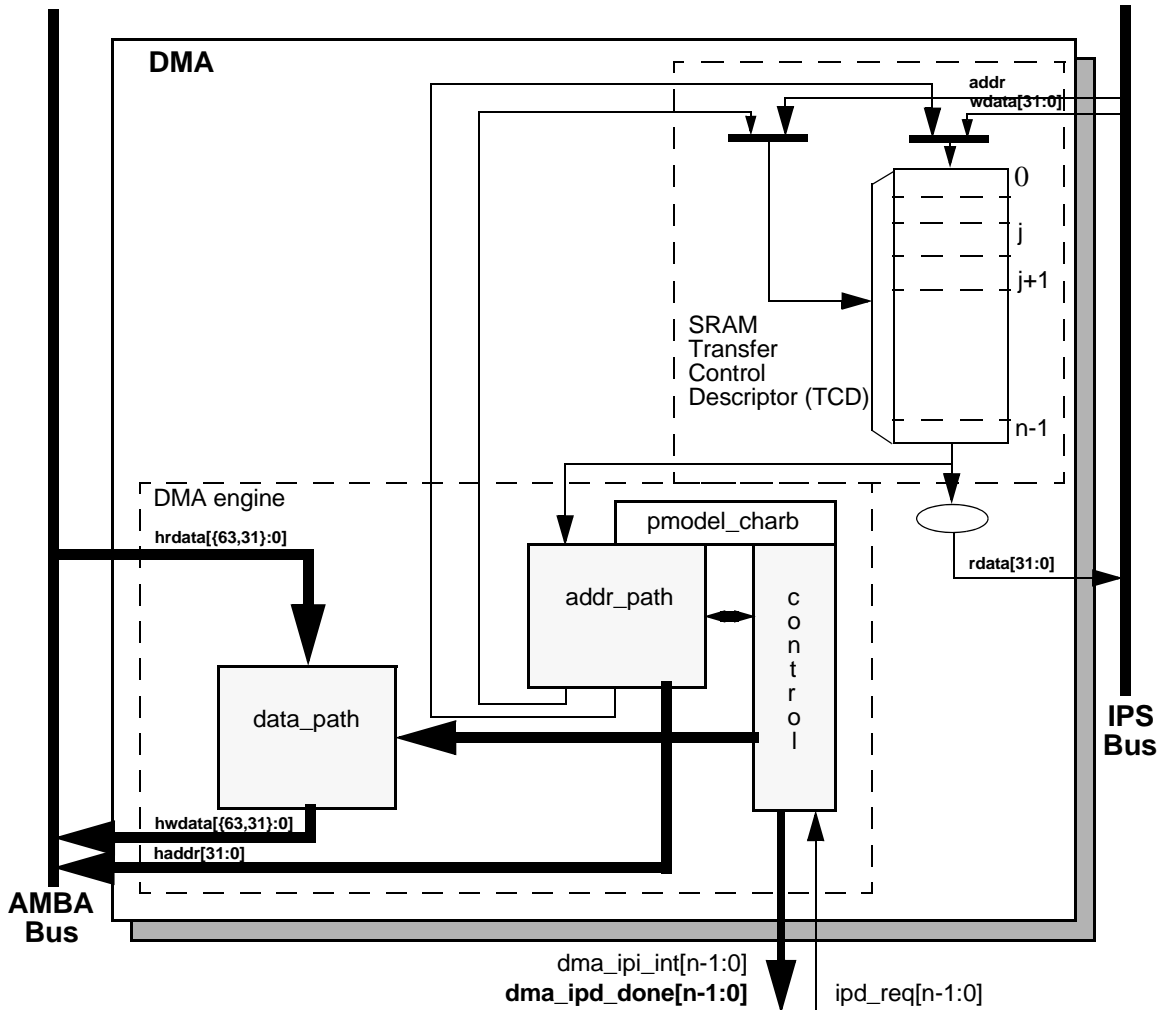 DMA
addr
wdata[31:0]
0
j
j+1
SRAM
Transfer
Control
Descriptor (TCD)
n-1
DMA engine
pmodel_charb
hrdata[{63,31}:0]
rdata[31:0]
addr_path
control
data_path
IPS
Bus
hwdata[{63,31}:0]
haddr[31:0]
AMBA
Bus
dma_ipi_int[n-1:0]
dma_ipd_done[n-1:0]
ipd_req[n-1:0]